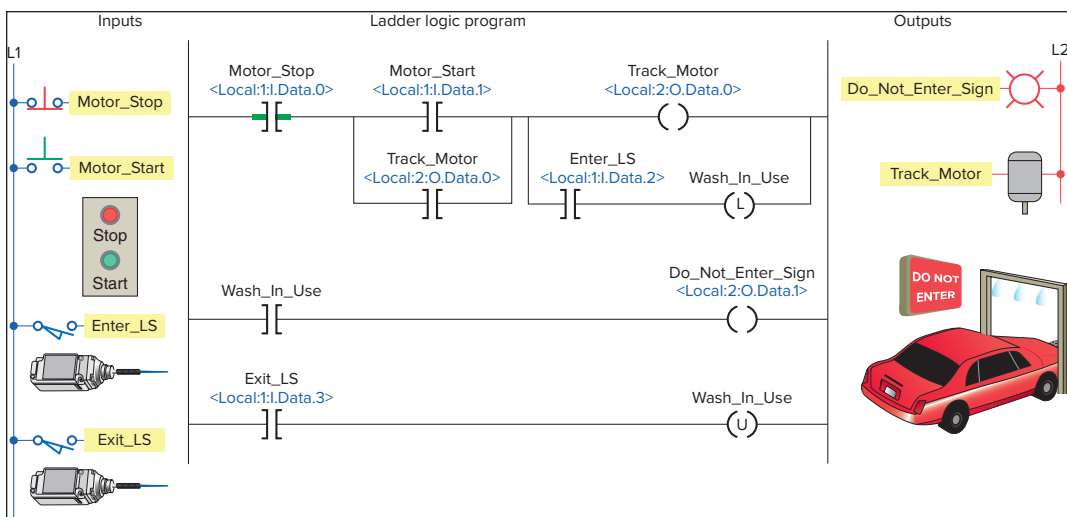 Inputs
Ladder logic program
Outputs
L1
L2
Motor_Stop
<Local:1:I.Data.0>
Motor_Start
<Local:1:I.Data.1>
Track_Motor
<Local:2:O.Data.0>
Motor_Stop
Do_Not_Enter_Sign
Motor_Start
Track_Motor
<Local:2:O.Data.0>
Enter_LS
<Local:1:I.Data.2>
Wash_In_Use
L
Track_Motor
Stop
Start
Wash_In_Use
Do_Not_Enter_Sign
<Local:2:O.Data.1>
DO NOT
ENTER
Enter_LS
Exit_LS
<Local:1:I.Data.3>
Wash_In_Use
U
Exit_LS